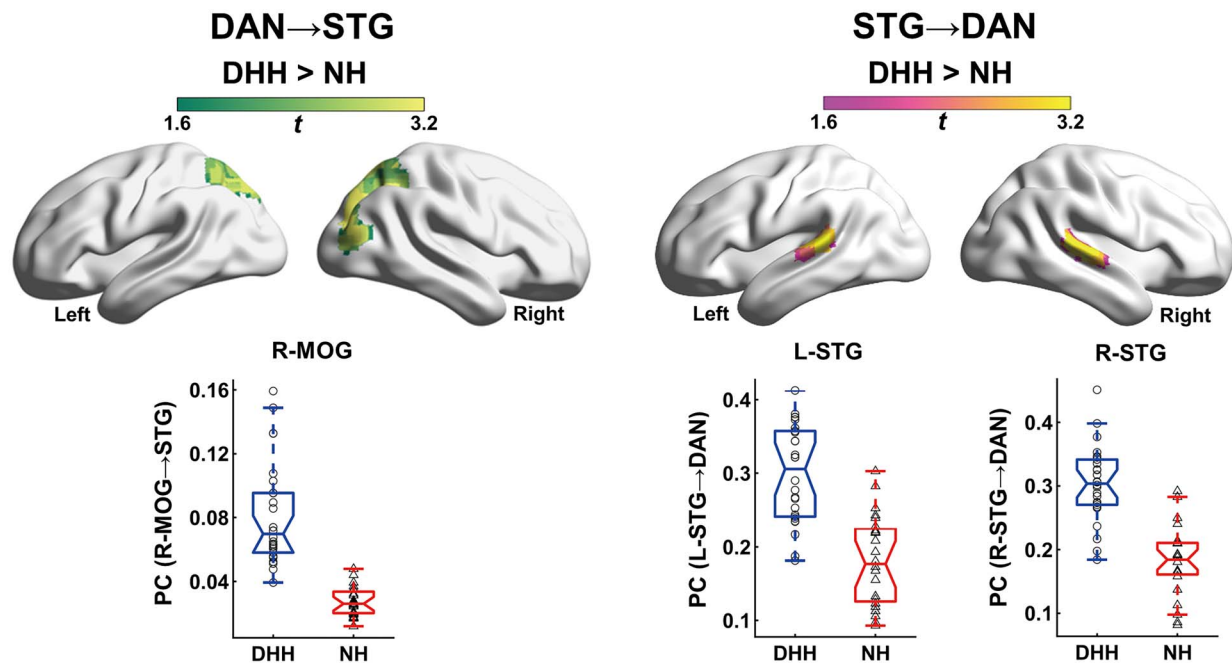 DAN→STG
DHH > NH
1.6 t 3.2
Left
Right
R-MOG
PC (R-MOG→STG)
0.16
0.12
0.08
0.04
DHH NH
STG→DAN
DHH > NH
1.6 t 3.2
Left
Right
L-STG
PC (L-STG→DAN)
0.4
0.3
0.2
0.1
DHH NH
R-STG
PC (R-STG→DAN)
0.4
0.3
0.2
0.1
DHH NH